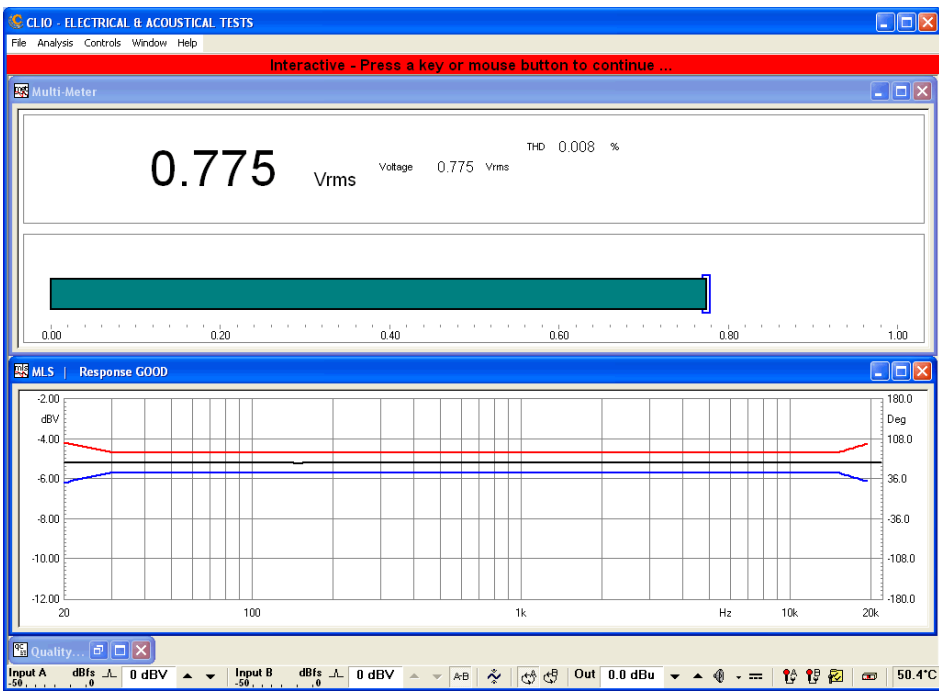 CLIO - ELECTRICAL & ACOUSTICAL TESTS
File Analysis Controls Window Help
Interactive - Press a key or mouse button to continue ...
Multi-Meter
0.775 Vrms
Voltage 0.775 Vrms
THD 0.008 %
0.00 0.20 0.40 0.60 0.80 1.00
MLS | Response GOOD
-2.00 180.0
dBV Deg
-4.00 108.0
-6.00 36.0
-8.00 -36.0
-10.00 -108.0
-12.00 -180.0
20 100 1k Hz 10k 20k
Quality...
Input A dBfs 0 dBV Input B dBfs 0 dBV A-B Out 0.0 dBu 50.4°C
-50 0 -50 0